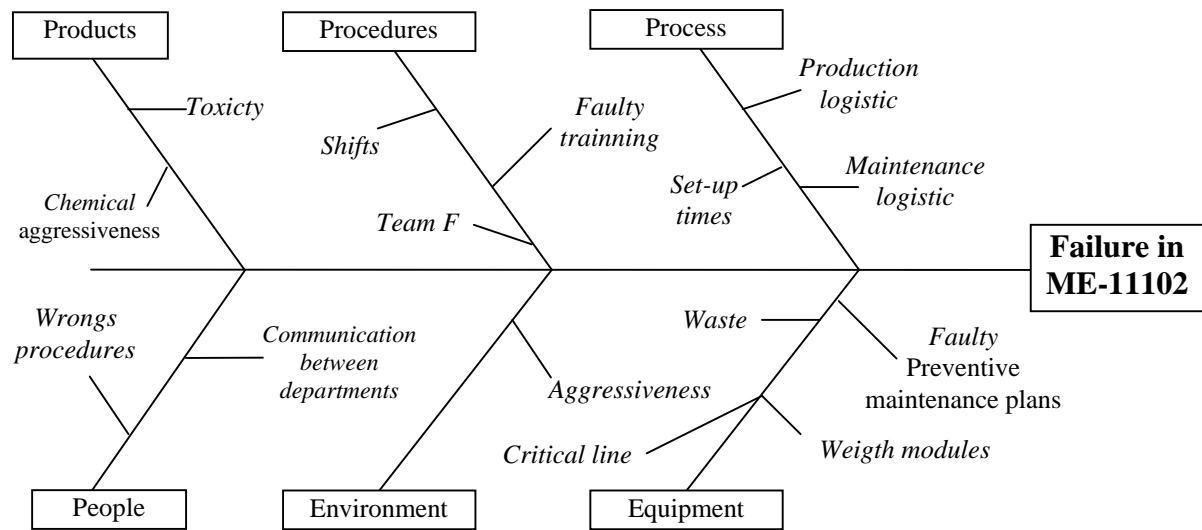 Products
Procedures
Process
Toxicty
Chemical
aggressiveness
Shifts
Faulty
trainning
Team F
Production
logistic
Set-up
times
Maintenance
logistic
Failure in
ME-11102
Wrongs
procedures
Communication
between
departments
Aggressiveness
Waste
Faulty
Preventive
maintenance plans
Critical line
Weigth modules
People
Environment
Equipment